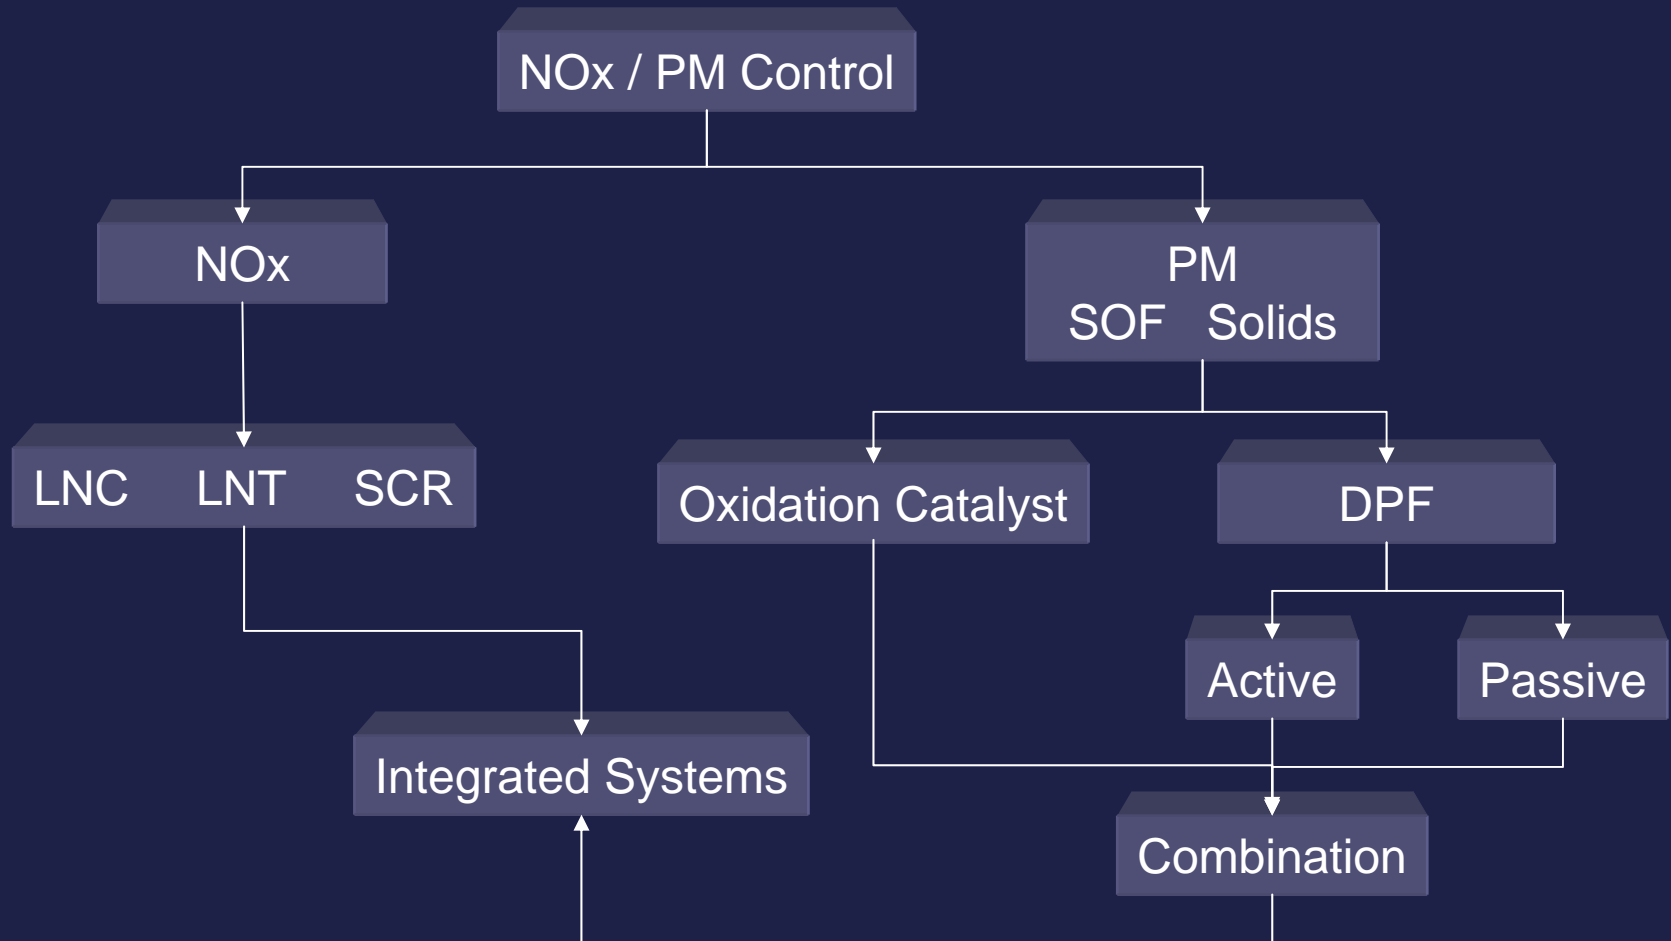 NOx / PM Control
NOx
PM
SOF Solids
LNC LNT SCR
Oxidation Catalyst
DPF
Active
Passive
Integrated Systems
Combination